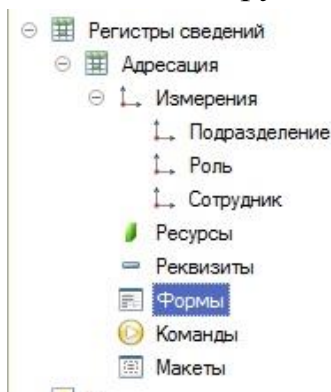 Регистры сведений
Адресация
Измерения
Подразделение
Роль
Сотрудник
Ресурсы
Реквизиты
Формы
Команды
Макеты